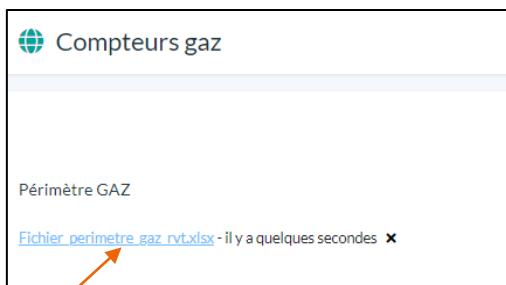 Compteurs gaz
Périmètre GAZ
Fichier_perimetre_gaz_rvt.xlsx - il y a quelques secondes ×